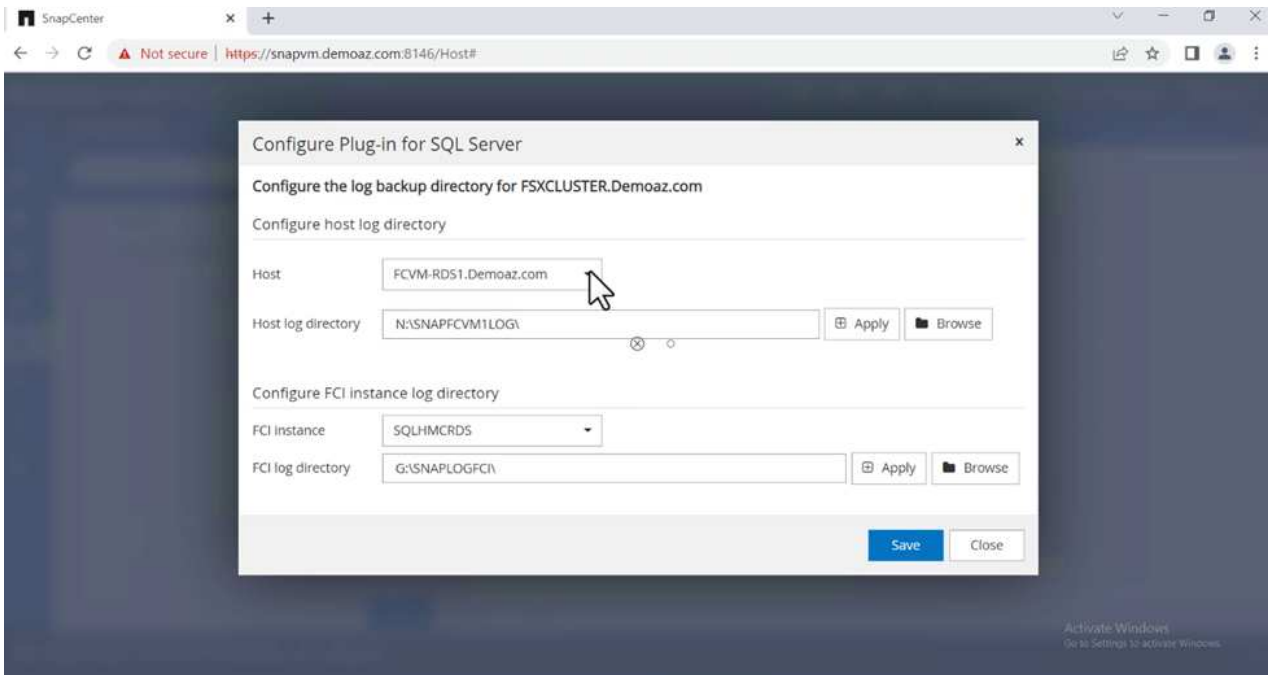 SnapCenter
Not secure | https://snapvm.demoaz.com:8146/Host#
Configure Plug-in for SQL Server
Configure the log backup directory for FSXCLUSTER.Demoaz.com
Configure host log directory
Host FCVM-RDS1.Demoaz.com
Host log directory N:\SNAPFCVM1LOG\ Apply Browse
Configure FCI instance log directory
FCI instance SQLHMCRDS
FCI log directory G:\SNAPLOGFCI\ Apply Browse
Save Close
Activate Windows
Go to Settings to activate Windows.